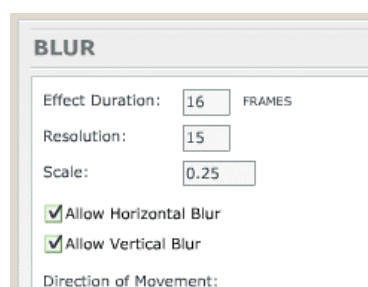 BLUR
Effect Duration: 16 FRAMES
Resolution: 15
Scale: 0.25
Allow Horizontal Blur
Allow Vertical Blur
Direction of Movement: